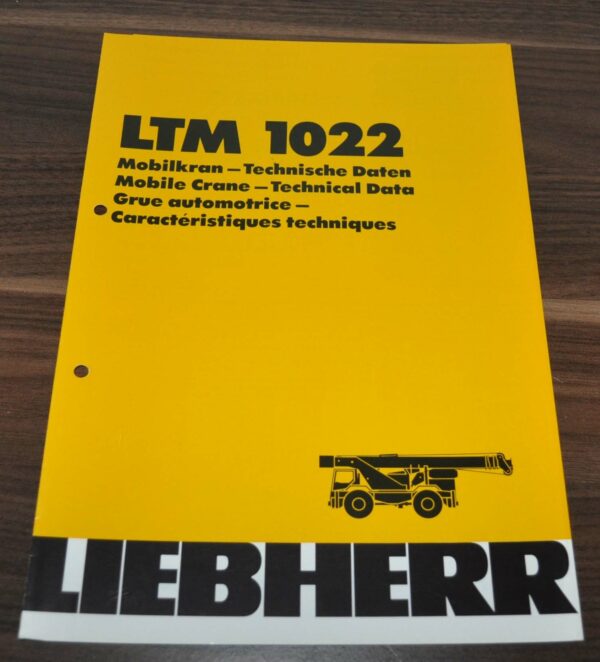 LTM 1022
Mobilkran – Technische Daten
Mobile Crane – Technical Data
Grue automotrice –
Caractéristiques techniques
LIEBHERR